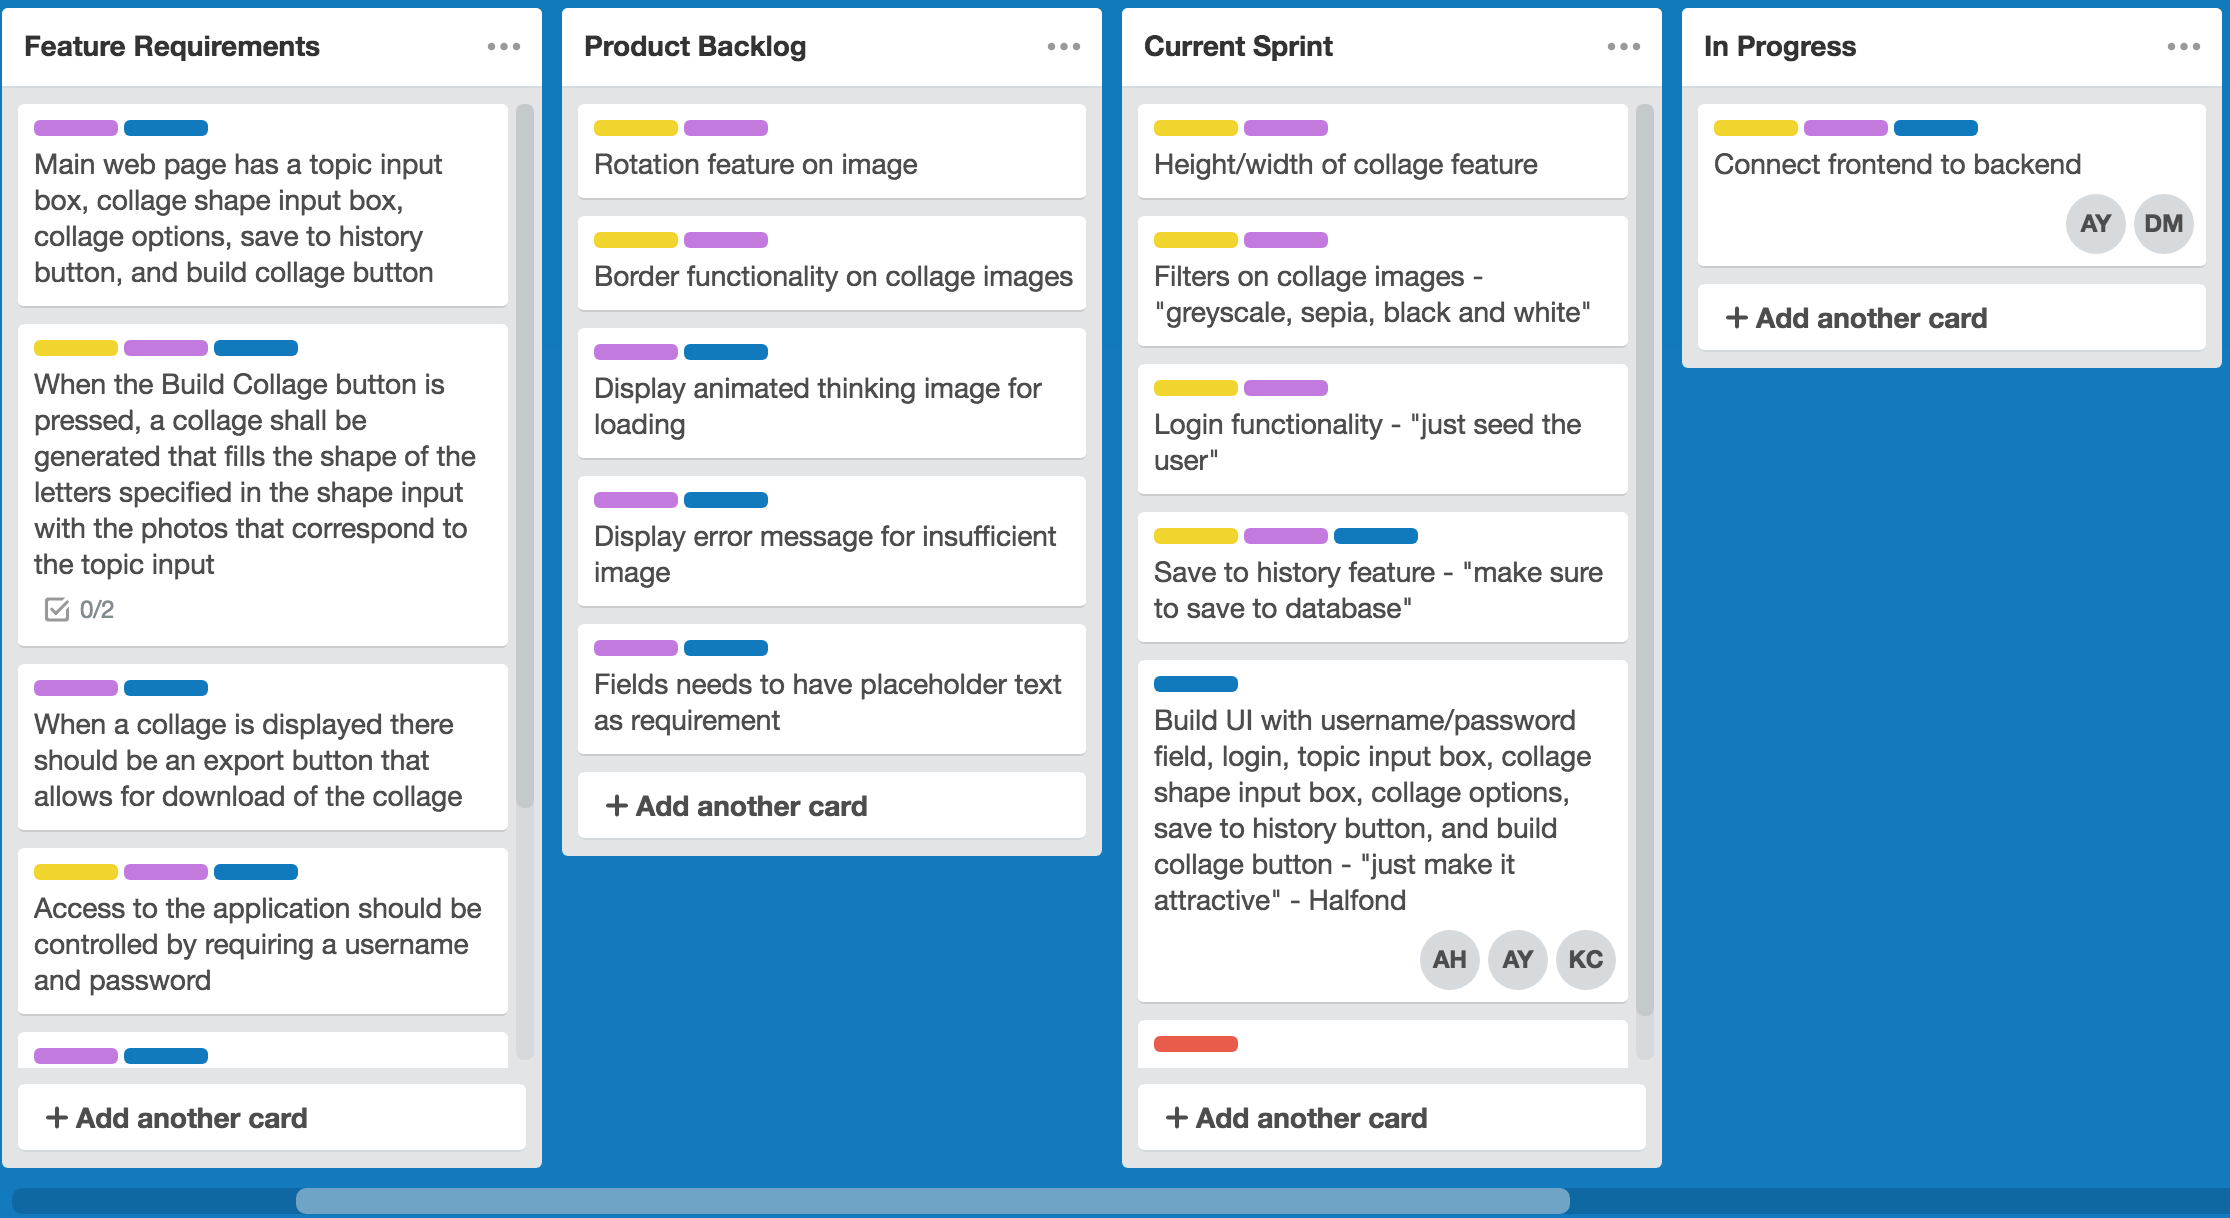 Feature Requirements
Main web page has a topic input
box, collage shape input box,
collage options, save to history
button, and build collage button
When the Build Collage button is
pressed, a collage shall be
generated that fills the shape of the
letters specified in the shape input
with the photos that correspond to
the topic input
0/2
When a collage is displayed there
should be an export button that
allows for download of the collage
Access to the application should be
controlled by requiring a username
and password
+ Add another card
Product Backlog
Rotation feature on image
Border functionality on collage images
Display animated thinking image for
loading
Display error message for insufficient
image
Fields needs to have placeholder text
as requirement
+ Add another card
Current Sprint
Height/width of collage feature
Filters on collage images -
"greyscale, sepia, black and white"
Login functionality - "just seed the
user"
Save to history feature - "make sure
to save to database"
Build UI with username/password
field, login, topic input box, collage
shape input box, collage options,
save to history button, and build
collage button - "just make it
attractive" - Halfond
AH AY KC
+ Add another card
In Progress
Connect frontend to backend
AY DM
+ Add another card